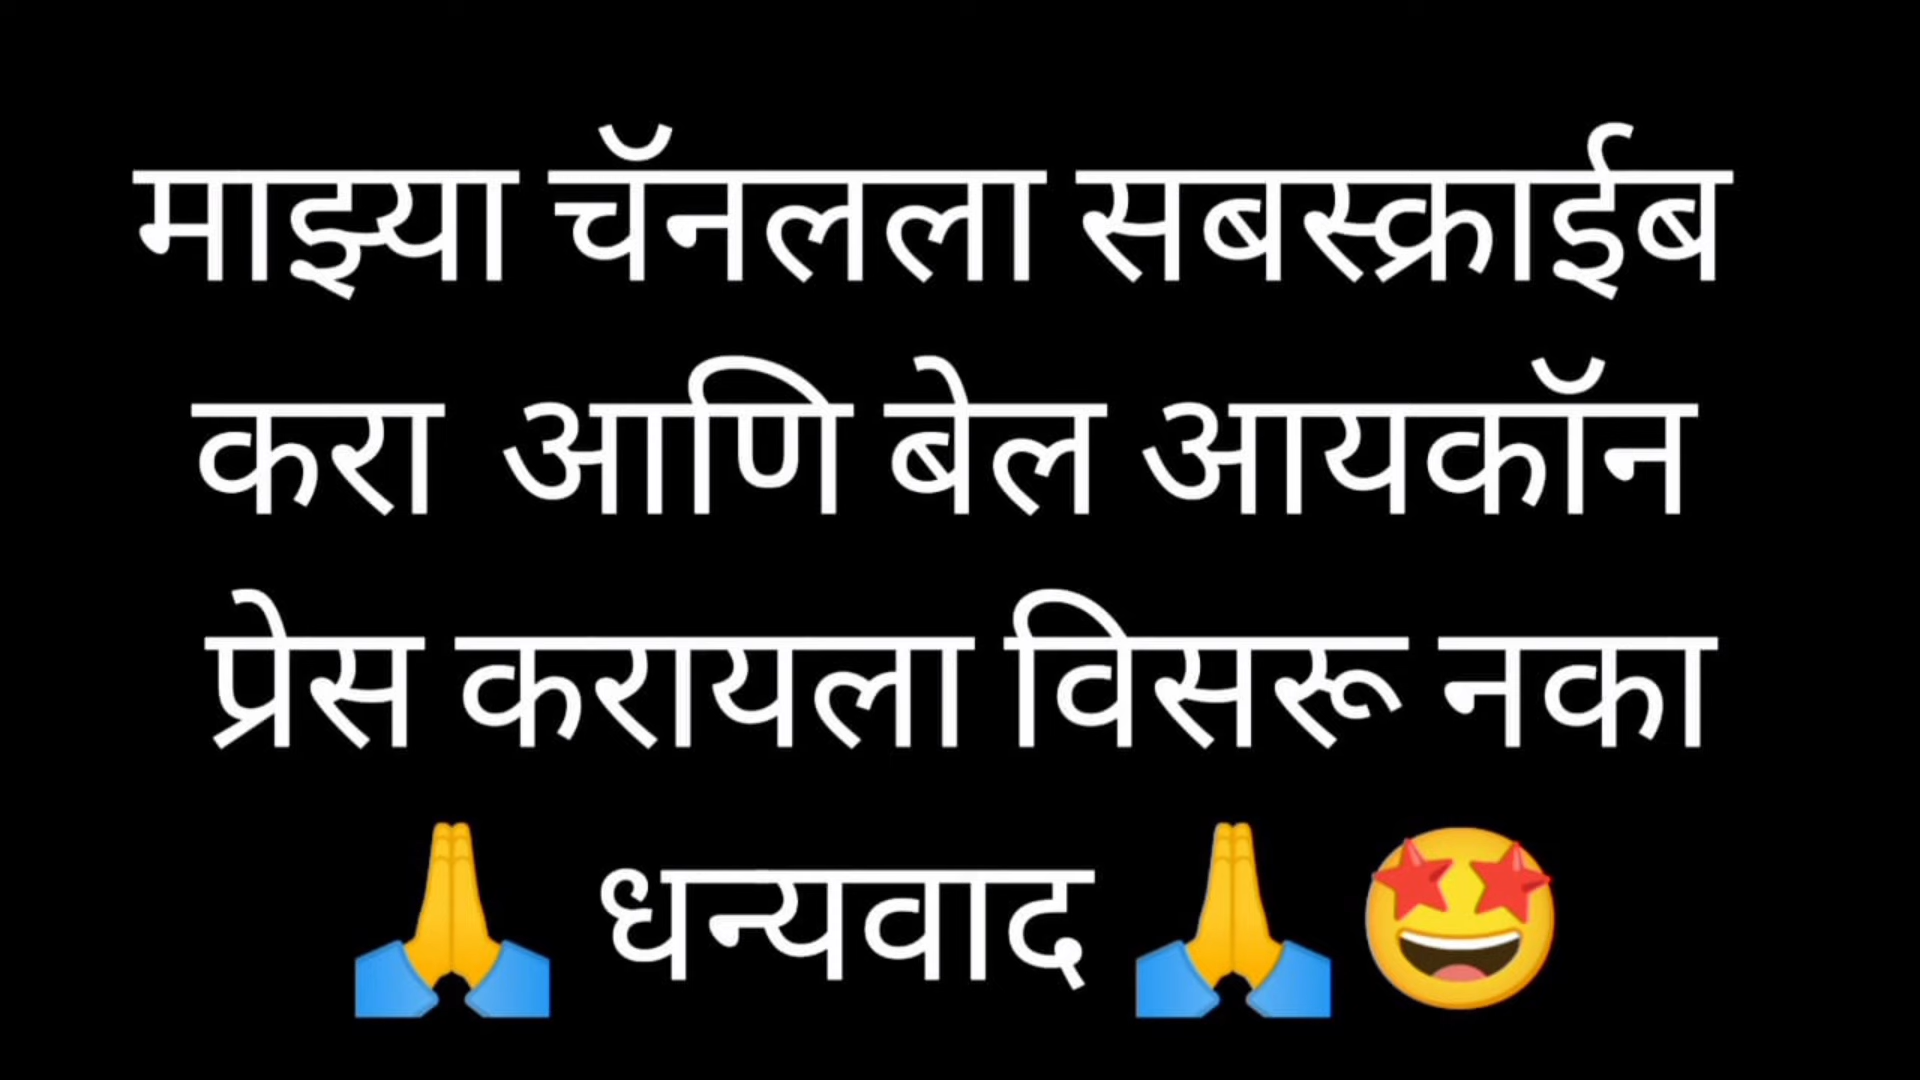 माझ्या चॅनलला सबस्क्राईब
करा आणि बेल आयकॉन
प्रेस करायला विसरू नका
🙏 धन्यवाद 🙏🤩